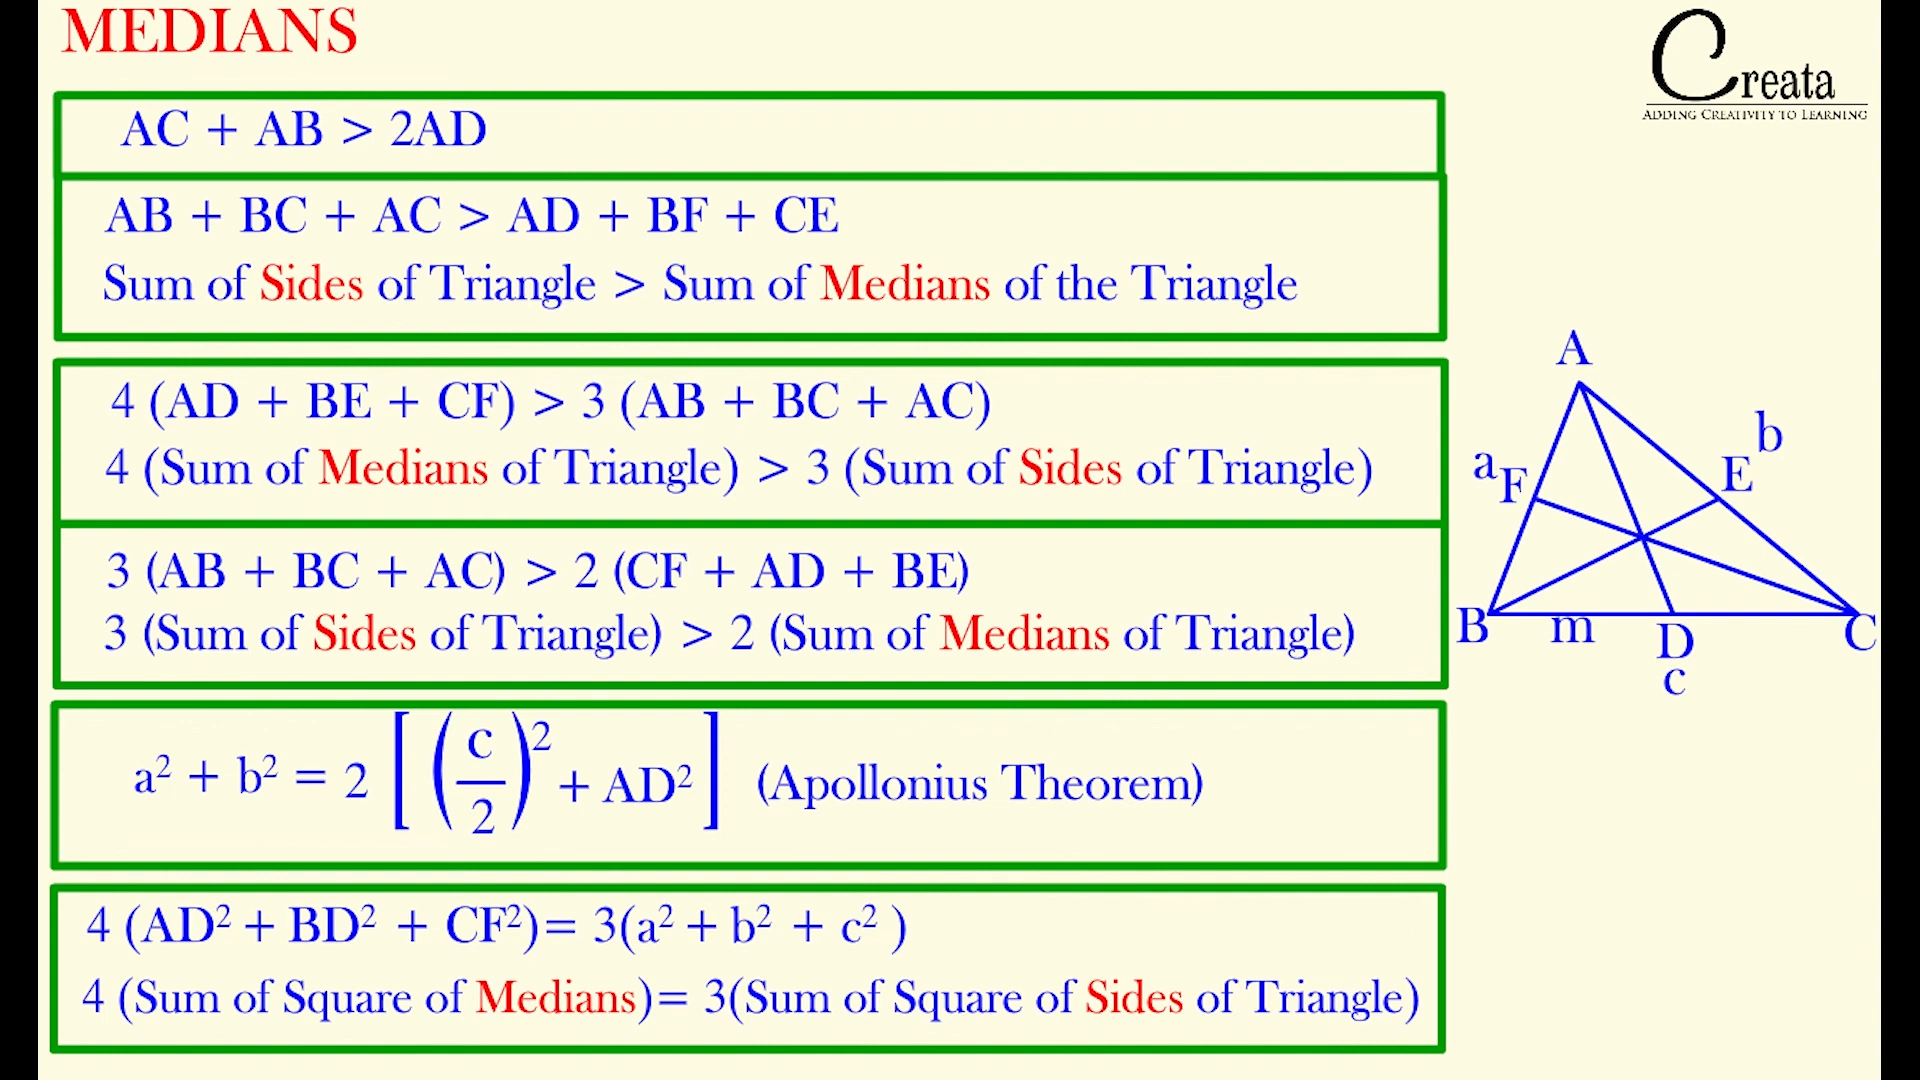 MEDIANS
Creata
ADDING CREATIVITY TO LEARNING
AC + AB > 2AD
AB + BC + AC > AD + BF + CE
Sum of Sides of Triangle > Sum of Medians of the Triangle
4 (AD + BE + CF) > 3 (AB + BC + AC)
4 (Sum of Medians of Triangle) > 3 (Sum of Sides of Triangle)
3 (AB + BC + AC) > 2 (CF + AD + BE)
3 (Sum of Sides of Triangle) > 2 (Sum of Medians of Triangle)
a² + b² = 2 [ (c/2)² + AD² ] (Apollonius Theorem)
4 (AD² + BD² + CF²)= 3(a² + b² + c² )
4 (Sum of Square of Medians)= 3(Sum of Square of Sides of Triangle)
A
b
a F E
B m D C
c